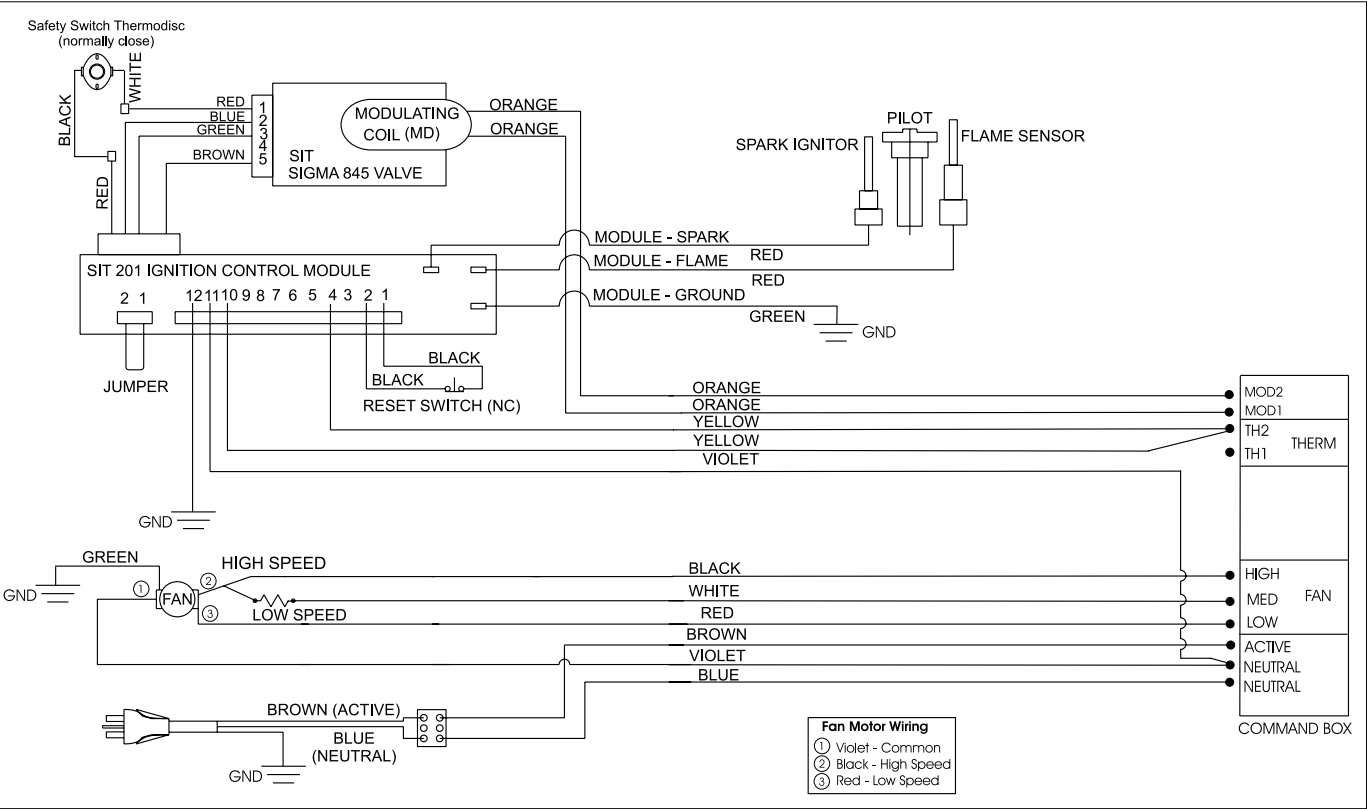 Safety Switch Thermodisc
(normally close)
WHITE
BLACK
RED
RED
BLUE
GREEN
BROWN
1
2
3
4
5
SIT
SIGMA 845 VALVE
MODULATING
COIL (MD)
ORANGE
ORANGE
SPARK IGNITOR
PILOT
FLAME SENSOR
MODULE - SPARK
RED
MODULE - FLAME
RED
MODULE - GROUND
GREEN
GND
SIT 201 IGNITION CONTROL MODULE
2 1
12 11 10 9 8 7 6 5 4 3 2 1
JUMPER
BLACK
BLACK
RESET SWITCH (NC)
ORANGE
ORANGE
YELLOW
YELLOW
VIOLET
MOD2
MOD1
TH2
THERM
TH1
GND
GREEN
GND
1
FAN
2
3
HIGH SPEED
LOW SPEED
BLACK
WHITE
RED
BROWN
VIOLET
BLUE
HIGH
MED
FAN
LOW
ACTIVE
NEUTRAL
NEUTRAL
COMMAND BOX
BROWN (ACTIVE)
BLUE
(NEUTRAL)
GND
Fan Motor Wiring
1 Violet - Common
2 Black - High Speed
3 Red - Low Speed